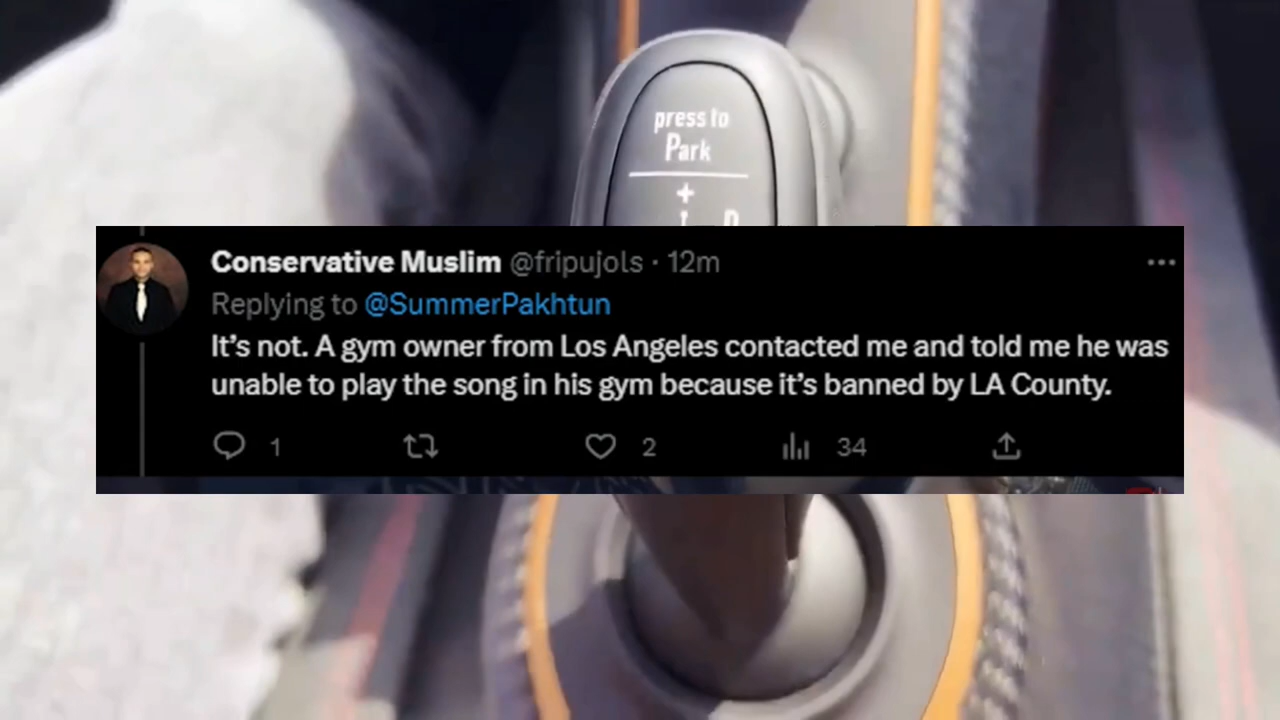 press to
Park
+
Conservative Muslim @fripujols · 12m
Replying to @SummerPakhtun
It’s not. A gym owner from Los Angeles contacted me and told me he was
unable to play the song in his gym because it’s banned by LA County.
1 2 34